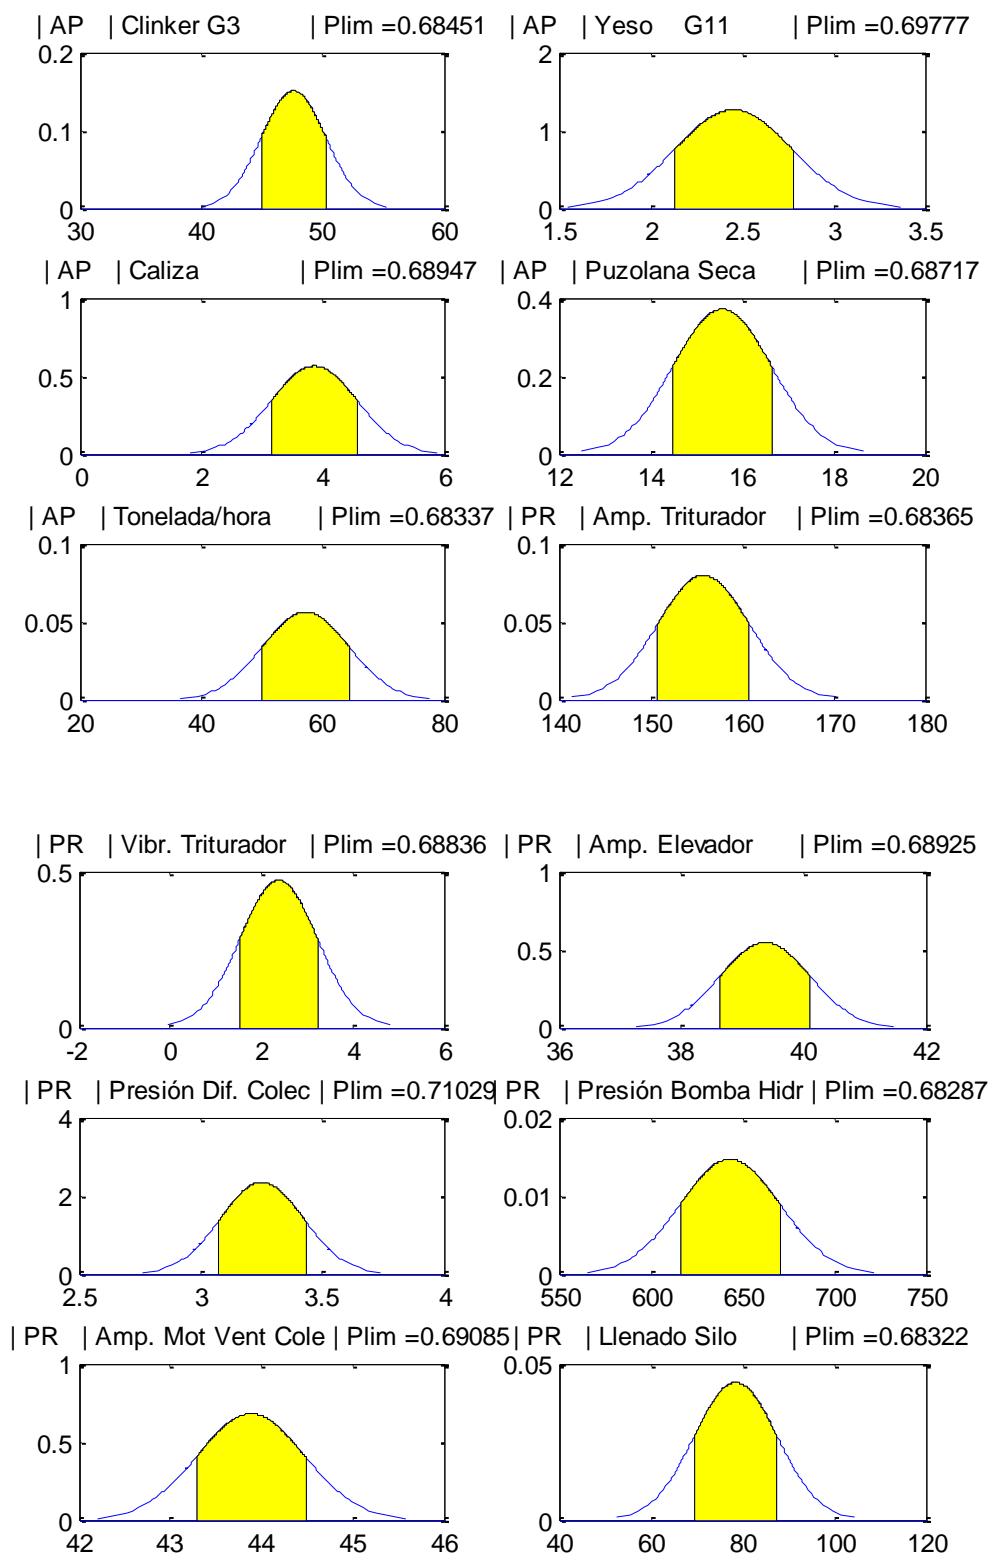 | AP | Clinker G3 | Plim =0.68451 | AP | Yeso G11 | Plim =0.69777
0.2 2
0.1 1
0 0
30 40 50 60 1.5 2 2.5 3 3.5
| AP | Caliza | Plim =0.68947 | AP | Puzolana Seca | Plim =0.68717
1 0.4
0.5 0.2
0 0
0 2 4 6 12 14 16 18 20
| AP | Tonelada/hora | Plim =0.68337 | PR | Amp. Triturador | Plim =0.68365
0.1 0.1
0.05 0.05
0 0
20 40 60 80 140 150 160 170 180
| PR | Vibr. Triturador | Plim =0.68836 | PR | Amp. Elevador | Plim =0.68925
0.5 1
0.5
0 0
-2 0 2 4 6 36 38 40 42
| PR | Presión Dif. Colec | Plim =0.71029 | PR | Presión Bomba Hidr | Plim =0.68287
4 0.02
2 0.01
0 0
2.5 3 3.5 4 550 600 650 700 750
| PR | Amp. Mot Vent Cole | Plim =0.69085 | PR | Llenado Silo | Plim =0.68322
1 0.05
0.5
0 0
42 43 44 45 46 40 60 80 100 120